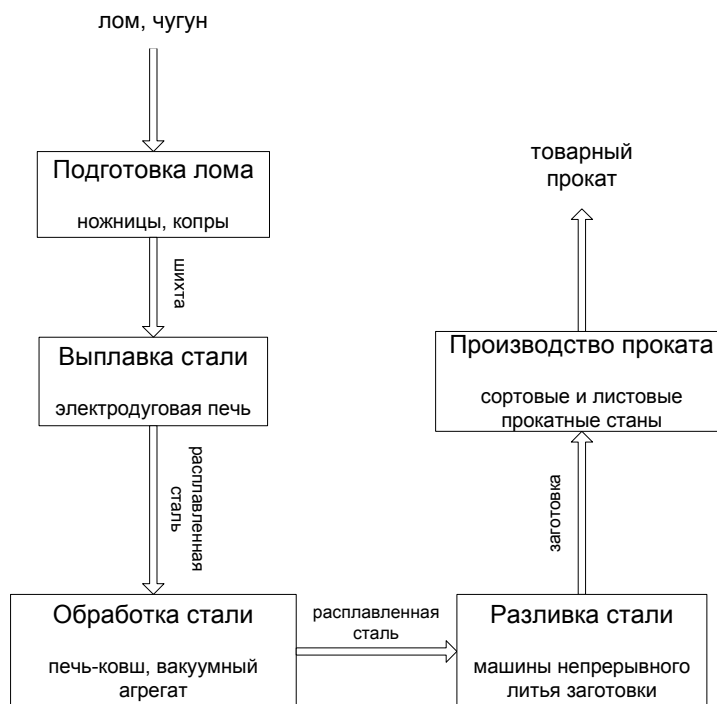 лом, чугун
Подготовка лома
ножницы, копры
шихта
Выплавка стали
электродуговая печь
расплавленная
сталь
Обработка стали
печь-ковш, вакуумный
агрегат
расплавленная
сталь
Разливка стали
машины непрерывного
литья заготовки
заготовка
Производство проката
сортовые и листовые
прокатные станы
товарный
прокат